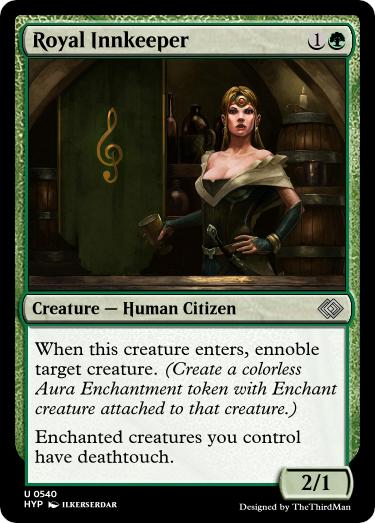 Royal Innkeeper 1
Creature — Human Citizen
When this creature enters, ennoble
target creature. (Create a colorless
Aura Enchantment token with Enchant
creature attached to that creature.)
Enchanted creatures you control
have deathtouch.
2/1
U 0540
HYP ILKERSERDAR
Designed by TheThirdMan